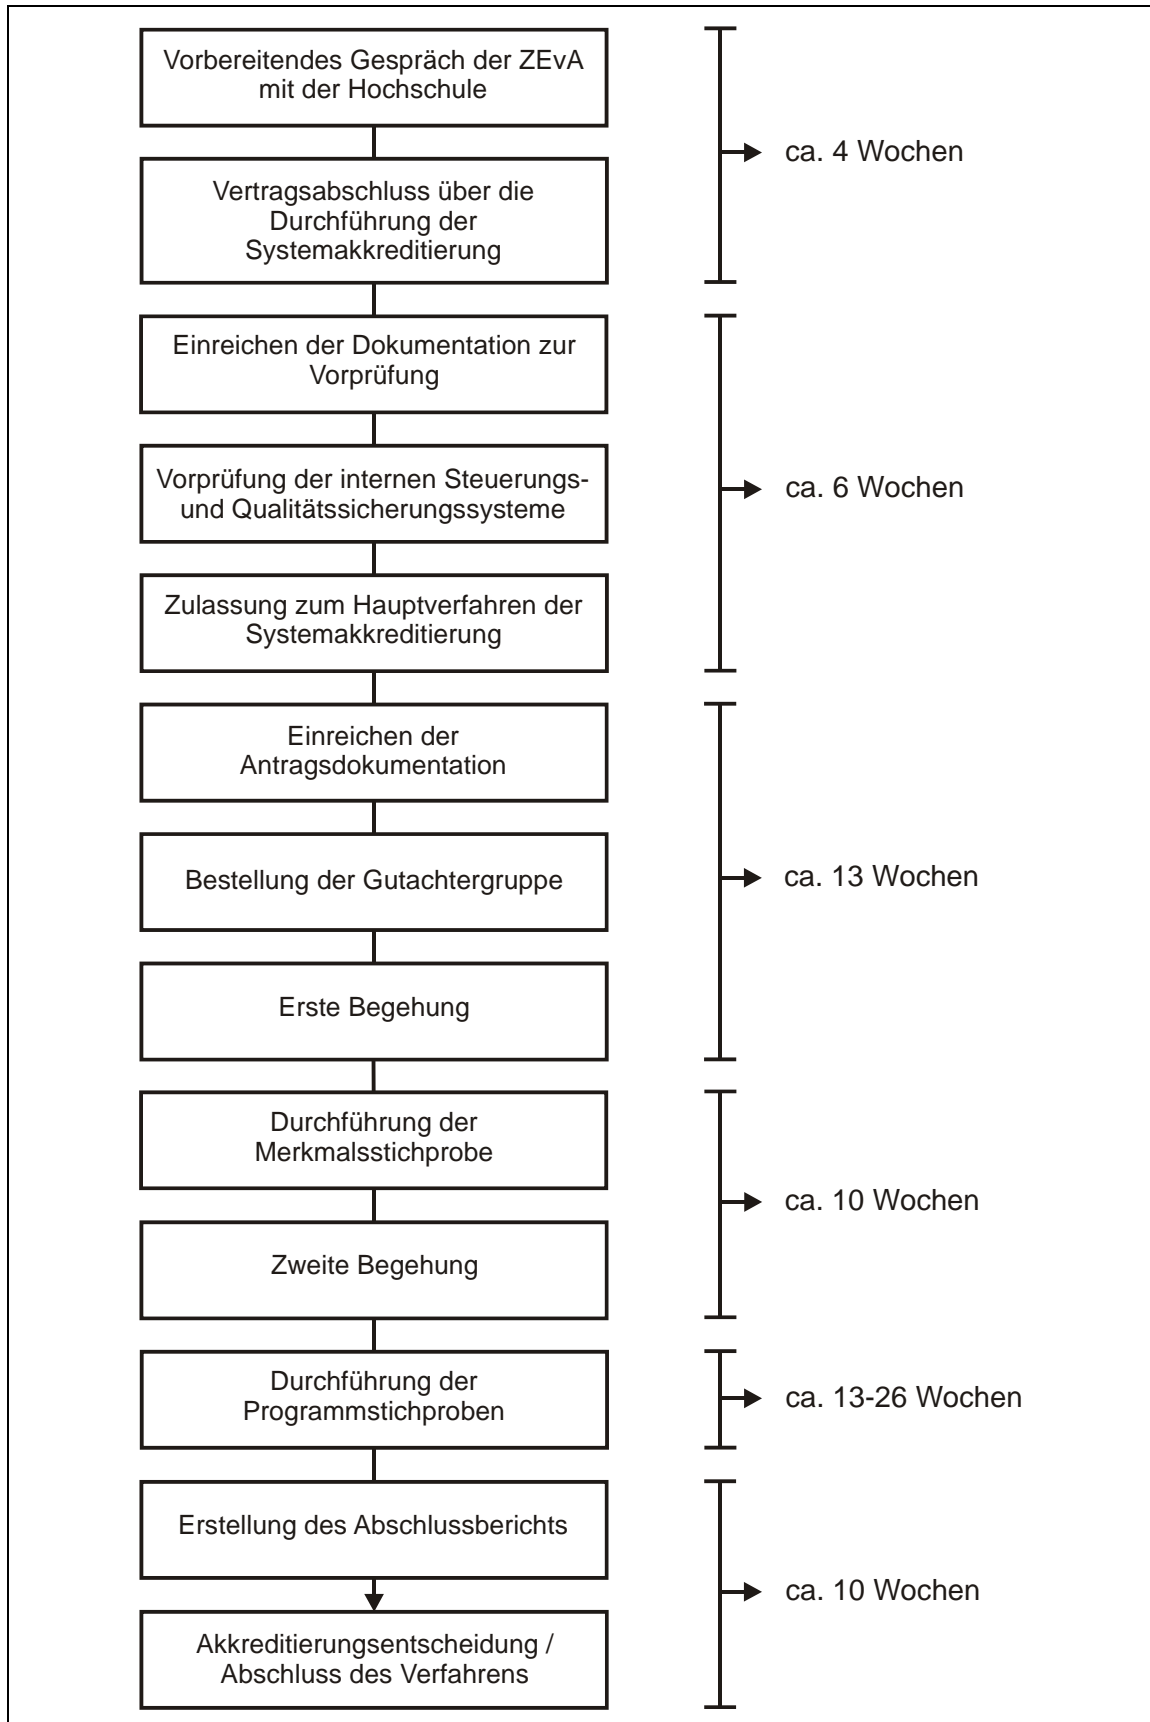 Vorbereitendes Gespräch der ZEvA
mit der Hochschule
Vertragsabschluss über die
Durchführung der
Systemakkreditierung
ca. 4 Wochen
Einreichen der Dokumentation zur
Vorprüfung
Vorprüfung der internen Steuerungs-
und Qualitätssicherungssysteme
Zulassung zum Hauptverfahren der
Systemakkreditierung
ca. 6 Wochen
Einreichen der
Antragsdokumentation
Bestellung der Gutachtergruppe
Erste Begehung
ca. 13 Wochen
Durchführung der
Merkmalsstichprobe
Zweite Begehung
ca. 10 Wochen
Durchführung der
Programmstichproben
ca. 13-26 Wochen
Erstellung des Abschlussberichts
Akkreditierungsentscheidung /
Abschluss des Verfahrens
ca. 10 Wochen